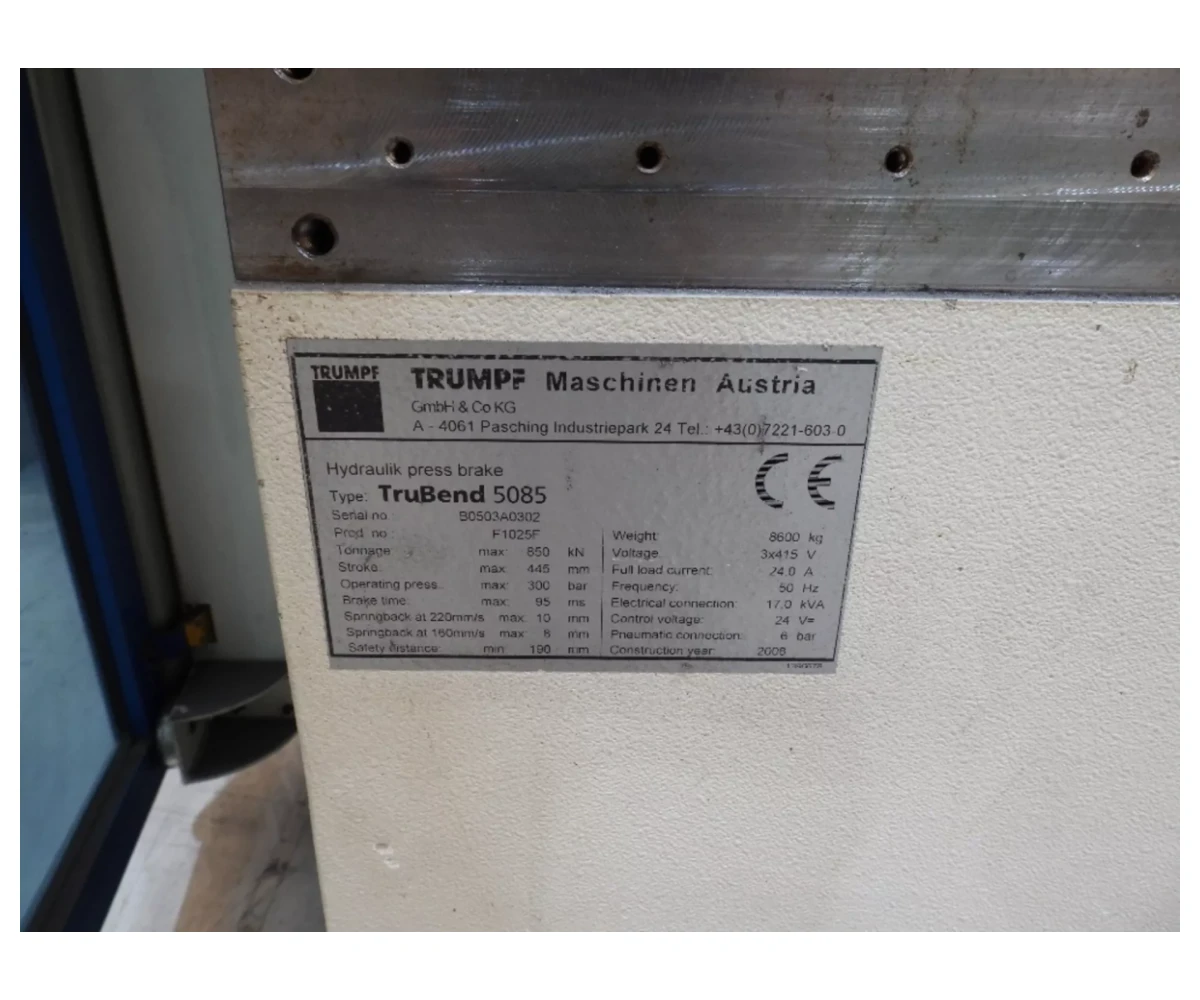 TRUMPF
TRUMPF Maschinen Austria
GmbH & Co KG
A - 4061 Pasching Industriepark 24 Tel.: +43(0)7221-603-0
Hydraulik press brake
Type: TruBend 5085
Serial no.: B0503A0302
Prod. no.: F1025F
Tonnage: max: 850 kN
Stroke: max: 445 mm
Operating press.: max: 300 bar
Brake time: max: 95 ms
Springback at 220mm/s max: 10 mm
Springback at 160mm/s max: 8 mm
Safety distance: min: 190 mm
CE
Weight: 8600 kg
Voltage: 3x415 V
Full load current: 24.0 A
Frequency: 50 Hz
Electrical connection: 17.0 kVA
Control voltage: 24 V=
Pneumatic connection: 6 bar
Construction year: 2008